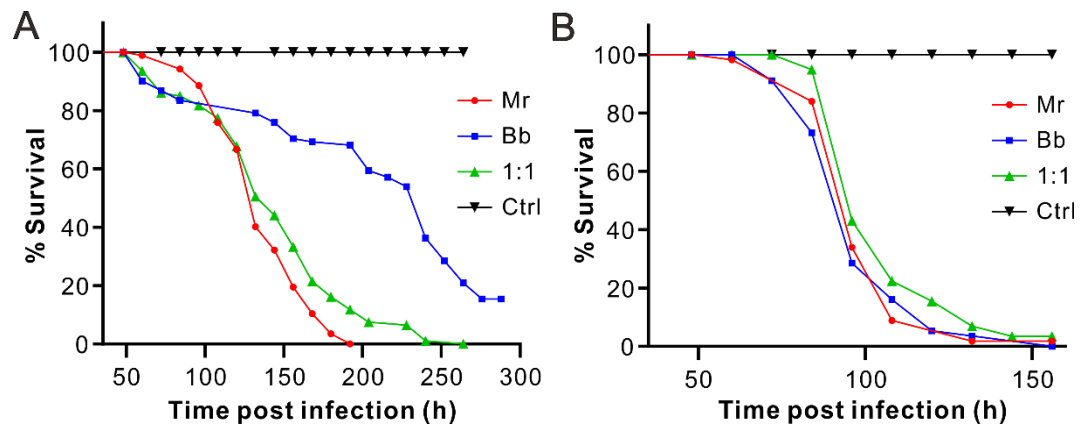 A
100
80
60
40
20
0
% Survival
50 100 150 200 250 300
Time post infection (h)
Mr
Bb
1:1
Ctrl
B
100
80
60
40
20
0
% Survival
50 100 150
Time post infection (h)
Mr
Bb
1:1
Ctrl